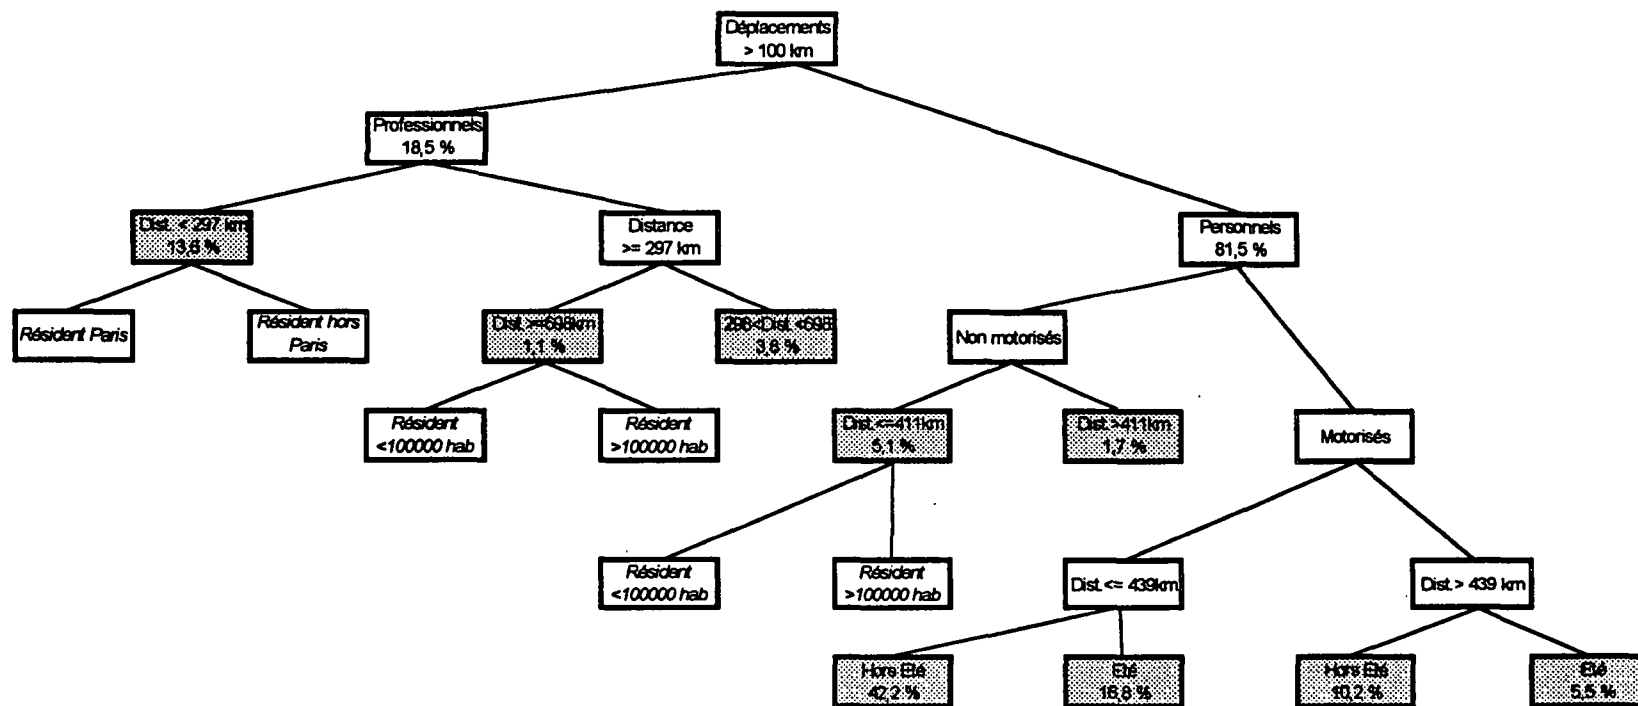 Déplacements
> 100 km
Professionnels
18,5 %
Dist. < 297 km
13,6 %
Distance
>= 297 km
Personnels
81,5 %
Résident Paris
Résident hors
Paris
Dist. >=698km
1,1 %
298<Dist. <698
3,8 %
Non motorisés
Résident
<100000 hab
Résident
>100000 hab
Dist.<=411km
5,1 %
Dist.>411km
1,7 %
Motorisés
Résident
<100000 hab
Résident
>100000 hab
Dist.<= 439km
Dist.> 439 km
Hors Eté
42,2 %
Eté
16,8 %
Hors Eté
10,2 %
Eté
5,5 %